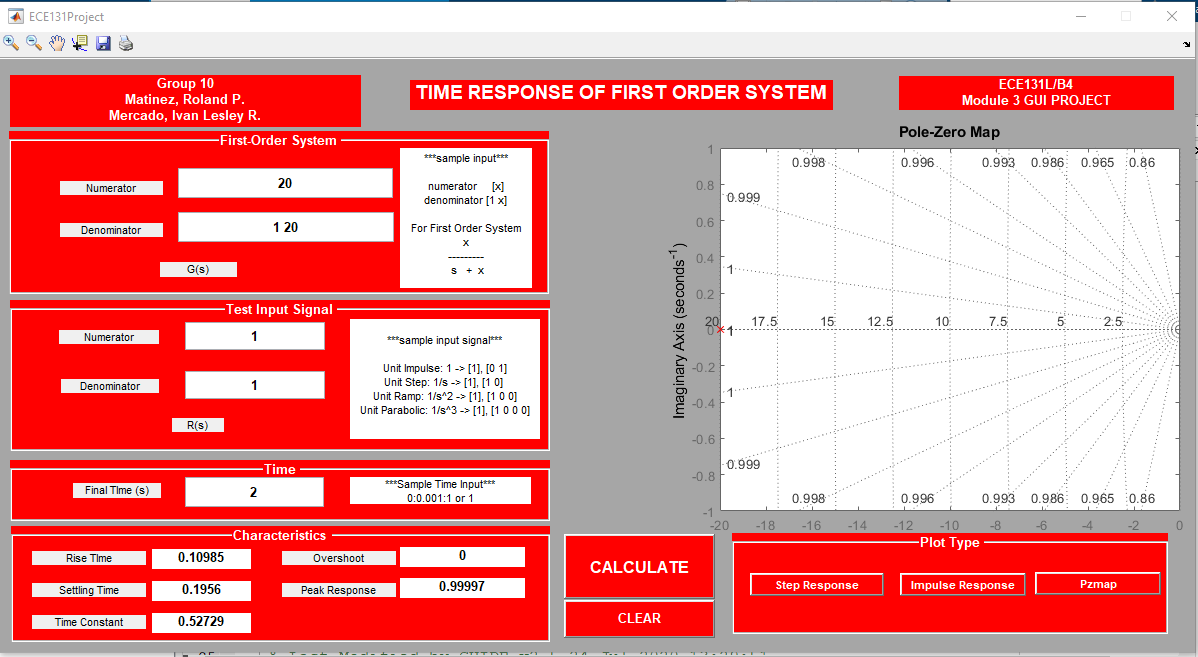 ECE131Project
Group 10
Matinez, Roland P.
Mercado, Ivan Lesley R.
TIME RESPONSE OF FIRST ORDER SYSTEM
ECE131L/B4
Module 3 GUI PROJECT
First-Order System
Numerator
20
Denominator
1 20
G(s)
***sample input***
numerator [x]
denominator [1 x]
For First Order System
x
---------
s + x
Test Input Signal
Numerator
1
Denominator
1
R(s)
***sample input signal***
Unit Impulse: 1 -> [1], [0 1]
Unit Step: 1/s -> [1], [1 0]
Unit Ramp: 1/s^2 -> [1], [1 0 0]
Unit Parabolic: 1/s^3 -> [1], [1 0 0 0]
Time
Final TIme (s)
2
***Sample Time Input***
0:0.001:1 or 1
Characteristics
Rise TIme
0.10985
Overshoot
0
Settling Time
0.1956
Peak Response
0.99997
Time Constant
0.52729
CALCULATE
CLEAR
Pole-Zero Map
Imaginary Axis (seconds-1)
1
0.8
0.6
0.4
0.2
0
-0.2
-0.4
-0.6
-0.8
-1
0.998 0.996 0.993 0.986 0.965 0.86
0.999
1
20 17.5 15 12.5 10 7.5 5 2.5
1
1
0.999
0.998 0.996 0.993 0.986 0.965 0.86
-20 -18 -16 -14 -12 -10 -8 -6 -4 -2 0
Plot Type
Step Response
Impulse Response
Pzmap